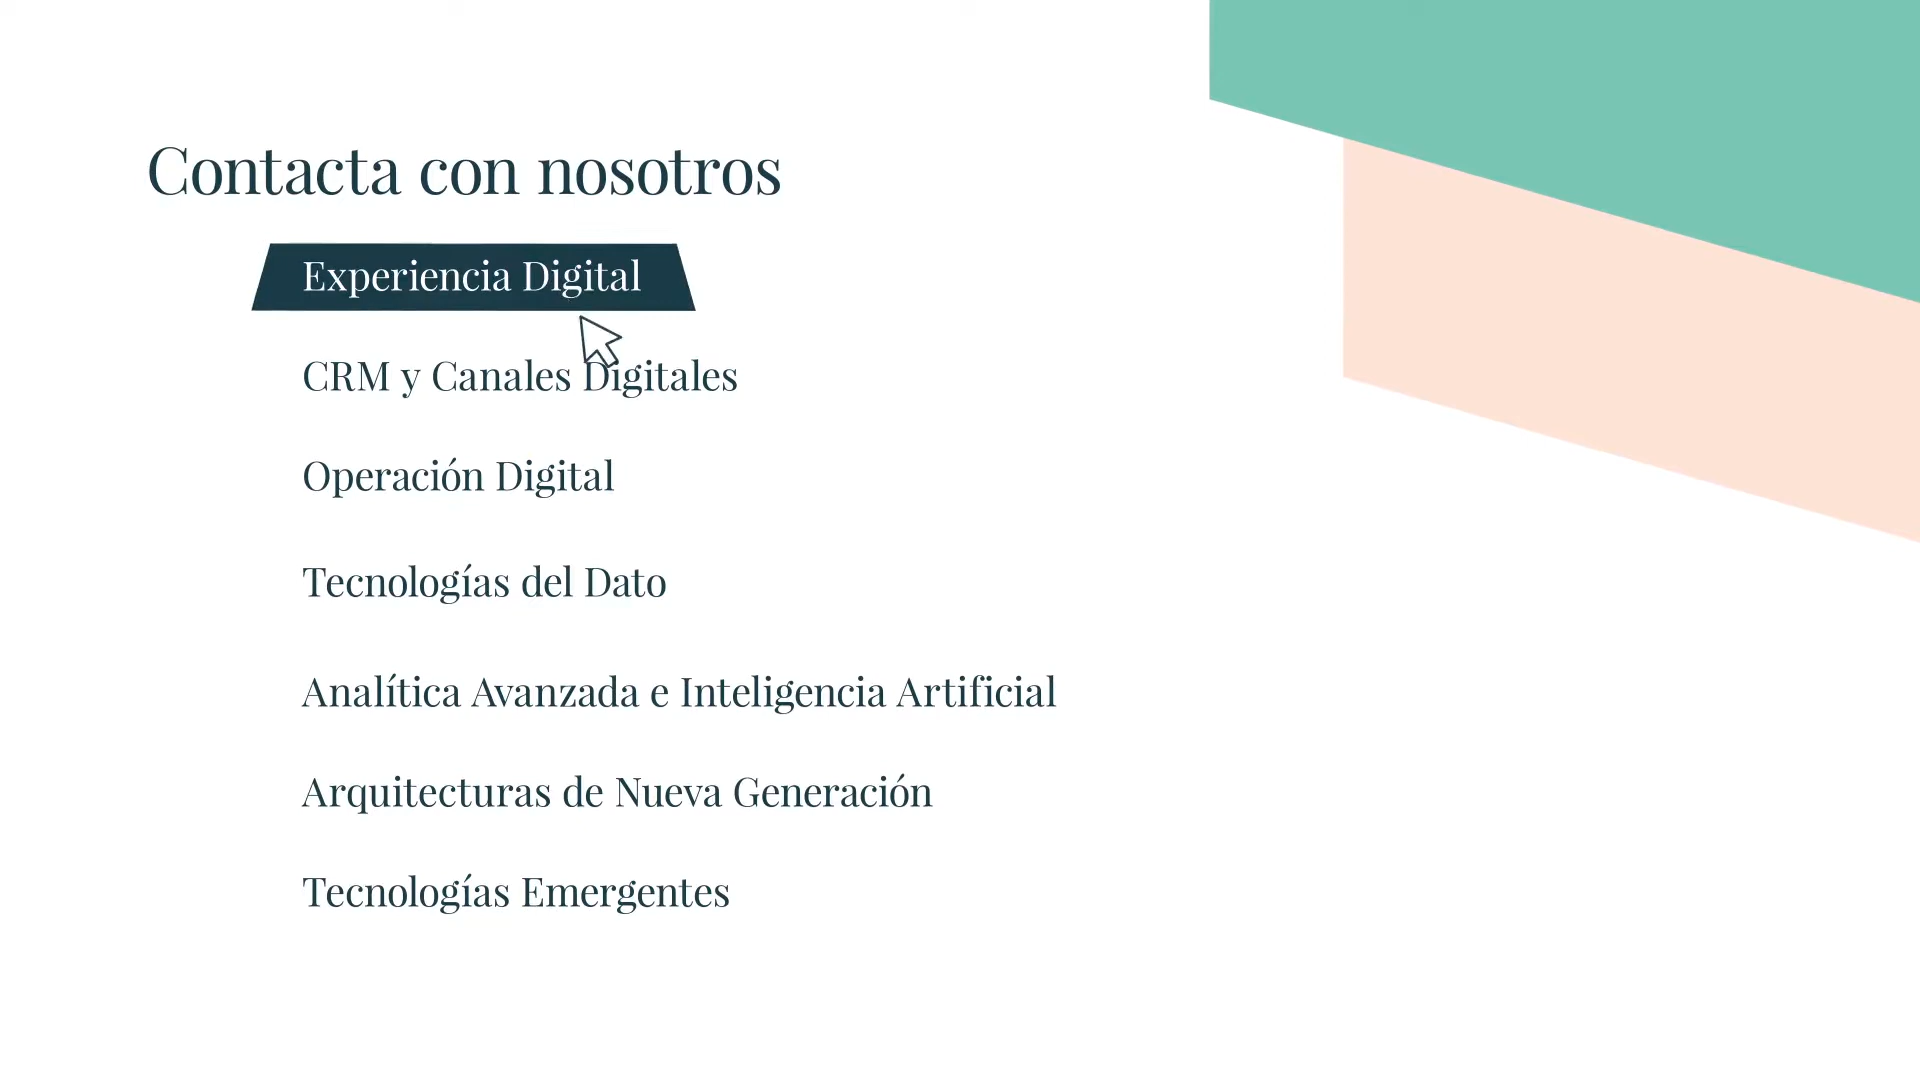 Contacta con nosotros
Experiencia Digital
CRM y Canales Digitales
Operación Digital
Tecnologías del Dato
Analítica Avanzada e Inteligencia Artificial
Arquitecturas de Nueva Generación
Tecnologías Emergentes